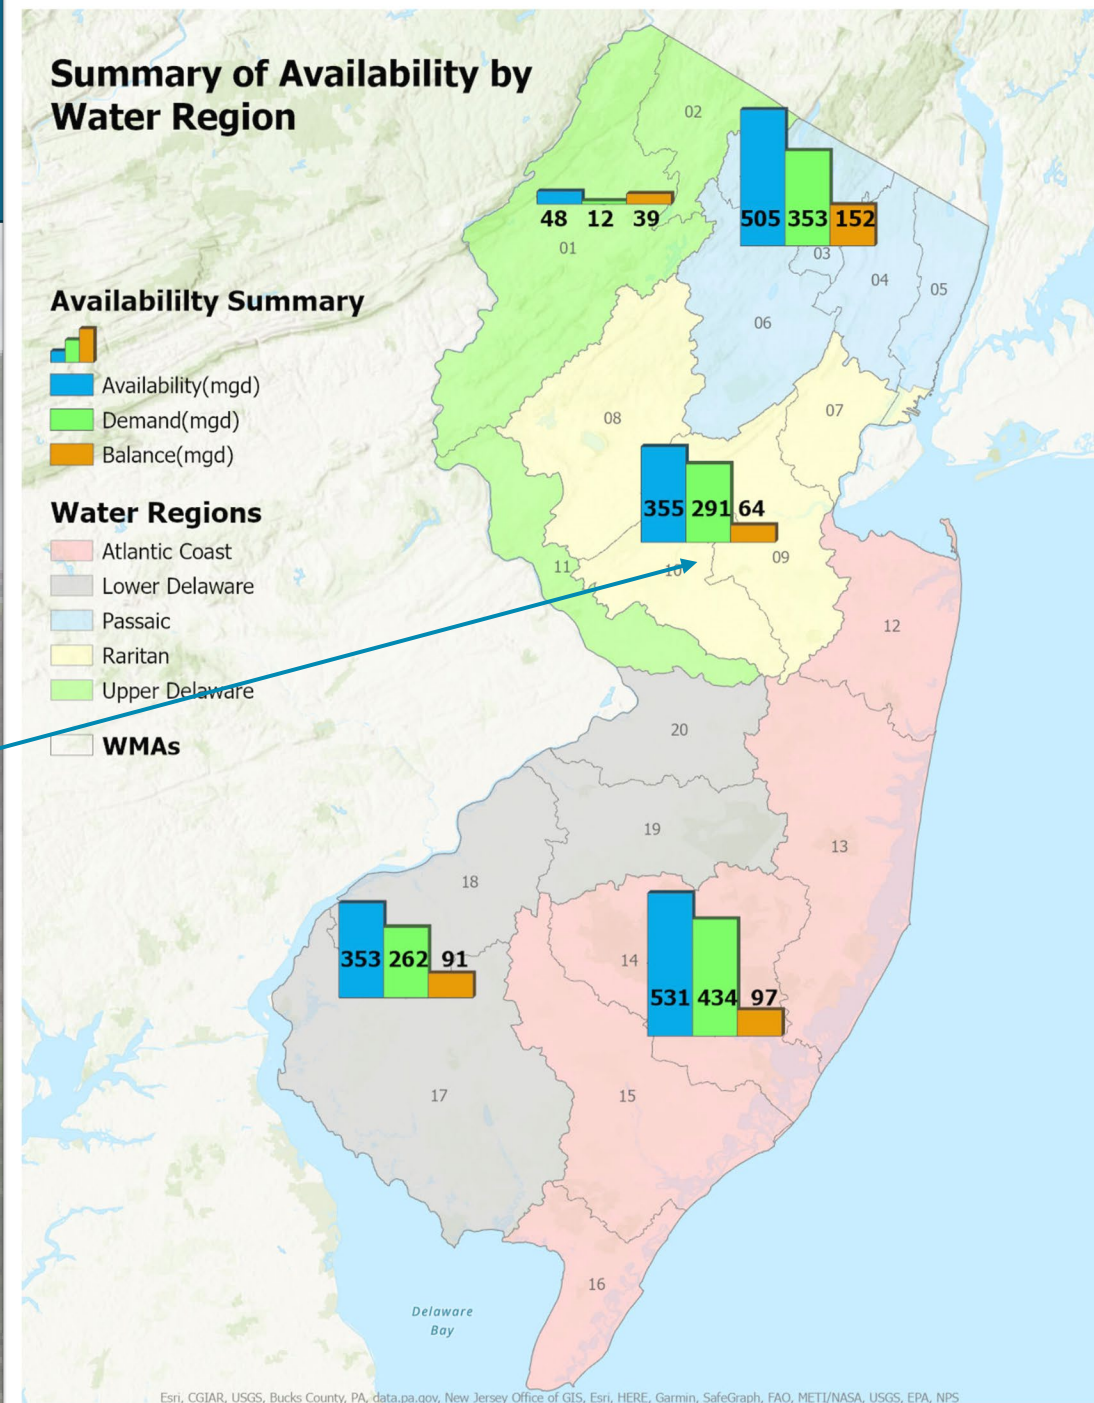 Summary of Availability by
Water Region
02
48 12 39
505 353 152
01
03
04
05
06
Availabililty Summary
Availability(mgd)
Demand(mgd)
Balance(mgd)
08
07
355 291 64
Water Regions
Atlantic Coast
Lower Delaware
Passaic
Raritan
Upper Delaware
WMAs
09
11
10
12
20
19
13
18
353 262 91
14
531 434 97
17
15
16
Delaware
Bay
Esri, CGIAR, USGS, Bucks County, PA, data.pa.gov, New Jersey Office of GIS, Esri, HERE, Garmin, SafeGraph, FAO, METI/NASA, USGS, EPA, NPS